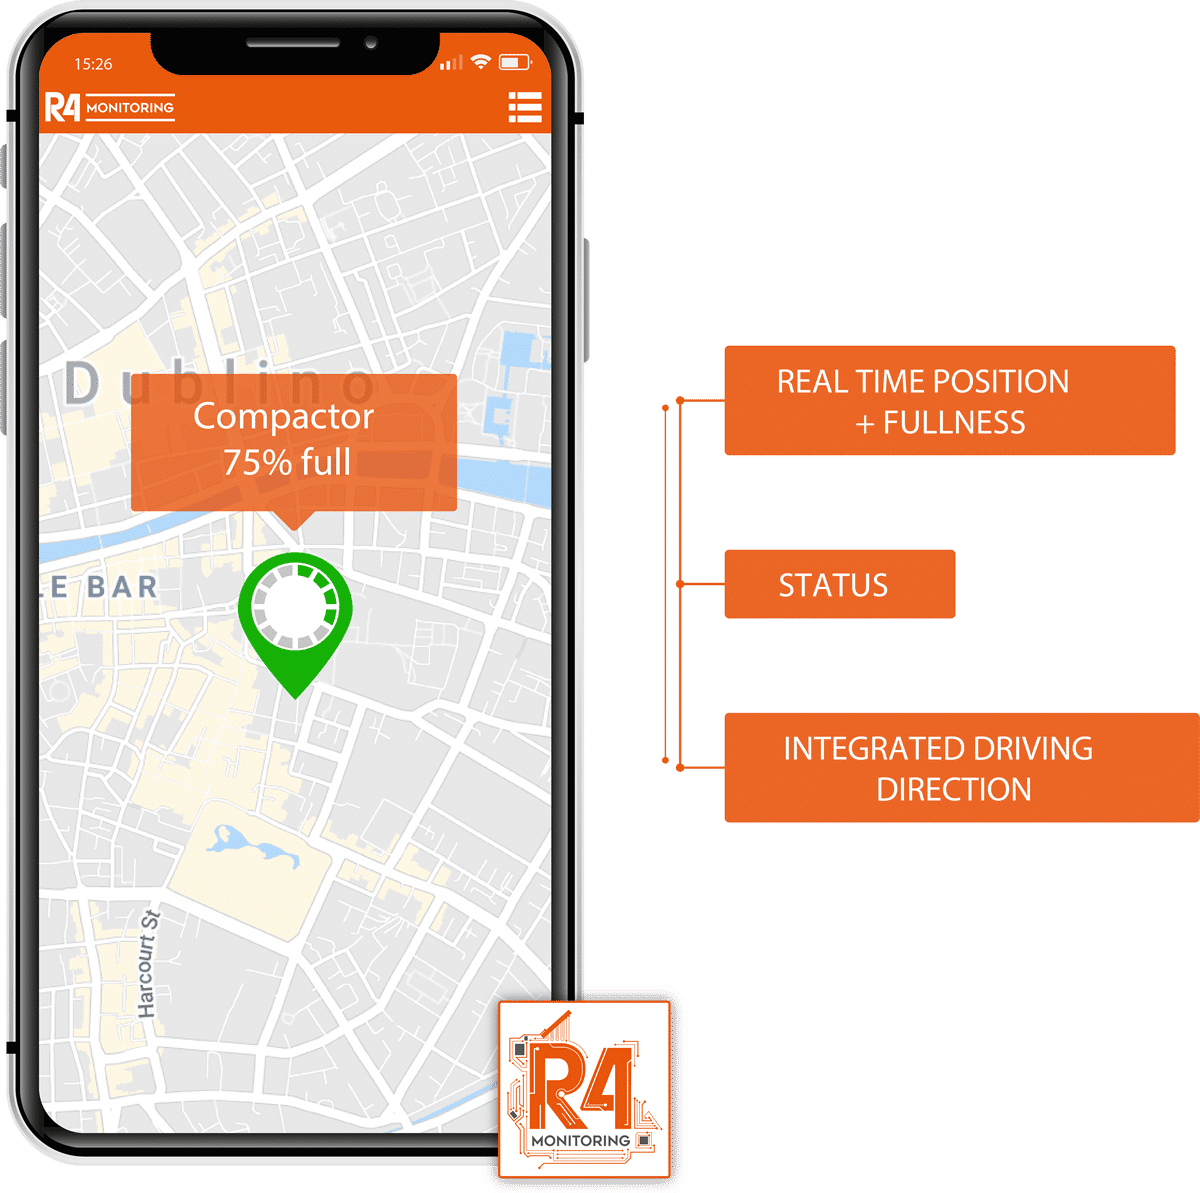 15:26
R4 MONITORING
Dublino
Compactor
75% full
LE BAR
Harcourt St
REAL TIME POSITION
+ FULLNESS
STATUS
INTEGRATED DRIVING
DIRECTION
R4
MONITORING